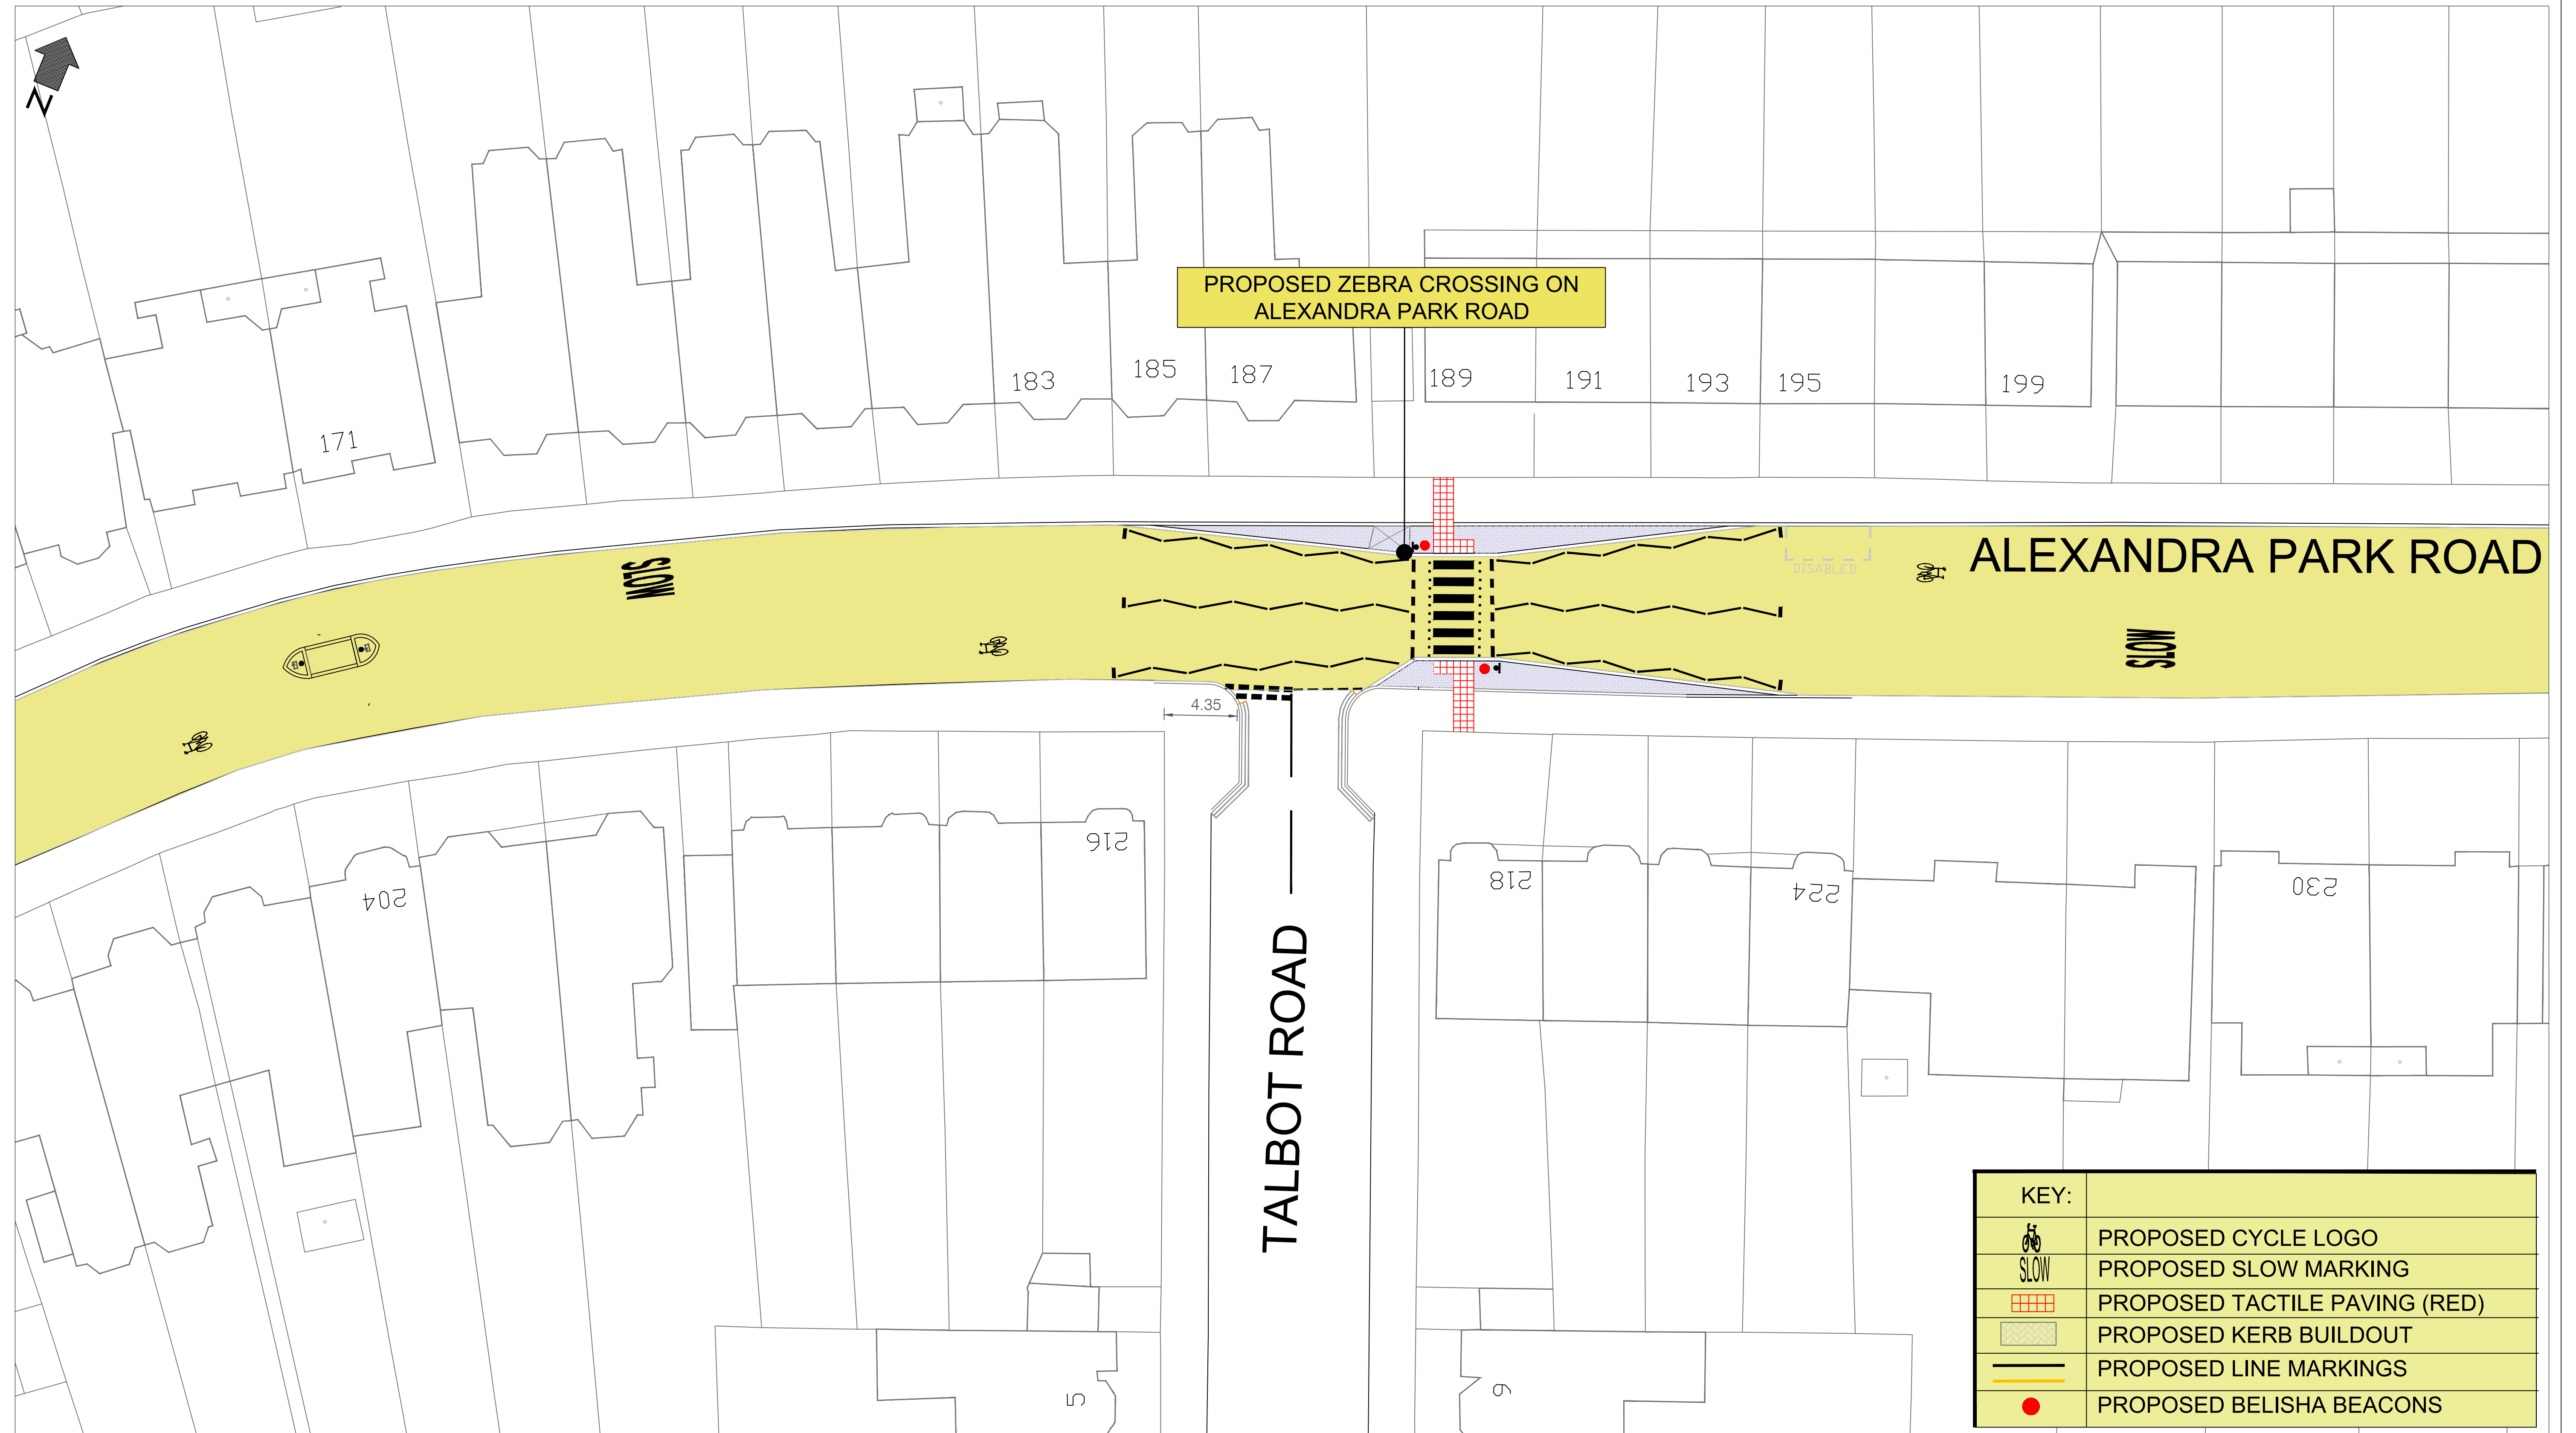 N
PROPOSED ZEBRA CROSSING ON
ALEXANDRA PARK ROAD
183
185
187
189
191
193
195
199
171
SLOW
DISABLED
ALEXANDRA PARK ROAD
SLOW
4.35
204
216
218
224
230
TALBOT ROAD
5
6
KEY:
PROPOSED CYCLE LOGO
SLOW
PROPOSED SLOW MARKING
PROPOSED TACTILE PAVING (RED)
PROPOSED KERB BUILDOUT
PROPOSED LINE MARKINGS
PROPOSED BELISHA BEACONS